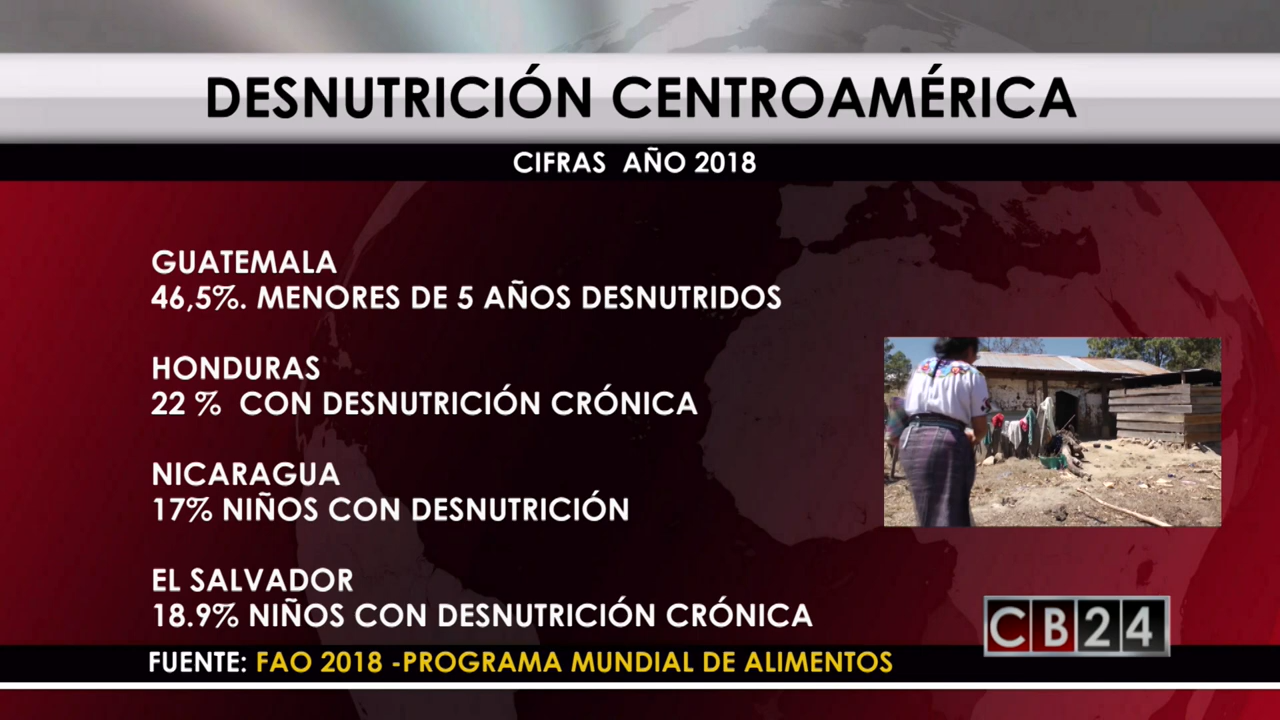 DESNUTRICIÓN CENTROAMÉRICA
CIFRAS AÑO 2018
GUATEMALA
46,5%. MENORES DE 5 AÑOS DESNUTRIDOS
HONDURAS
22 % CON DESNUTRICIÓN CRÓNICA
NICARAGUA
17% NIÑOS CON DESNUTRICIÓN
EL SALVADOR
18.9% NIÑOS CON DESNUTRICIÓN CRÓNICA
CB24
FUENTE: FAO 2018 -PROGRAMA MUNDIAL DE ALIMENTOS